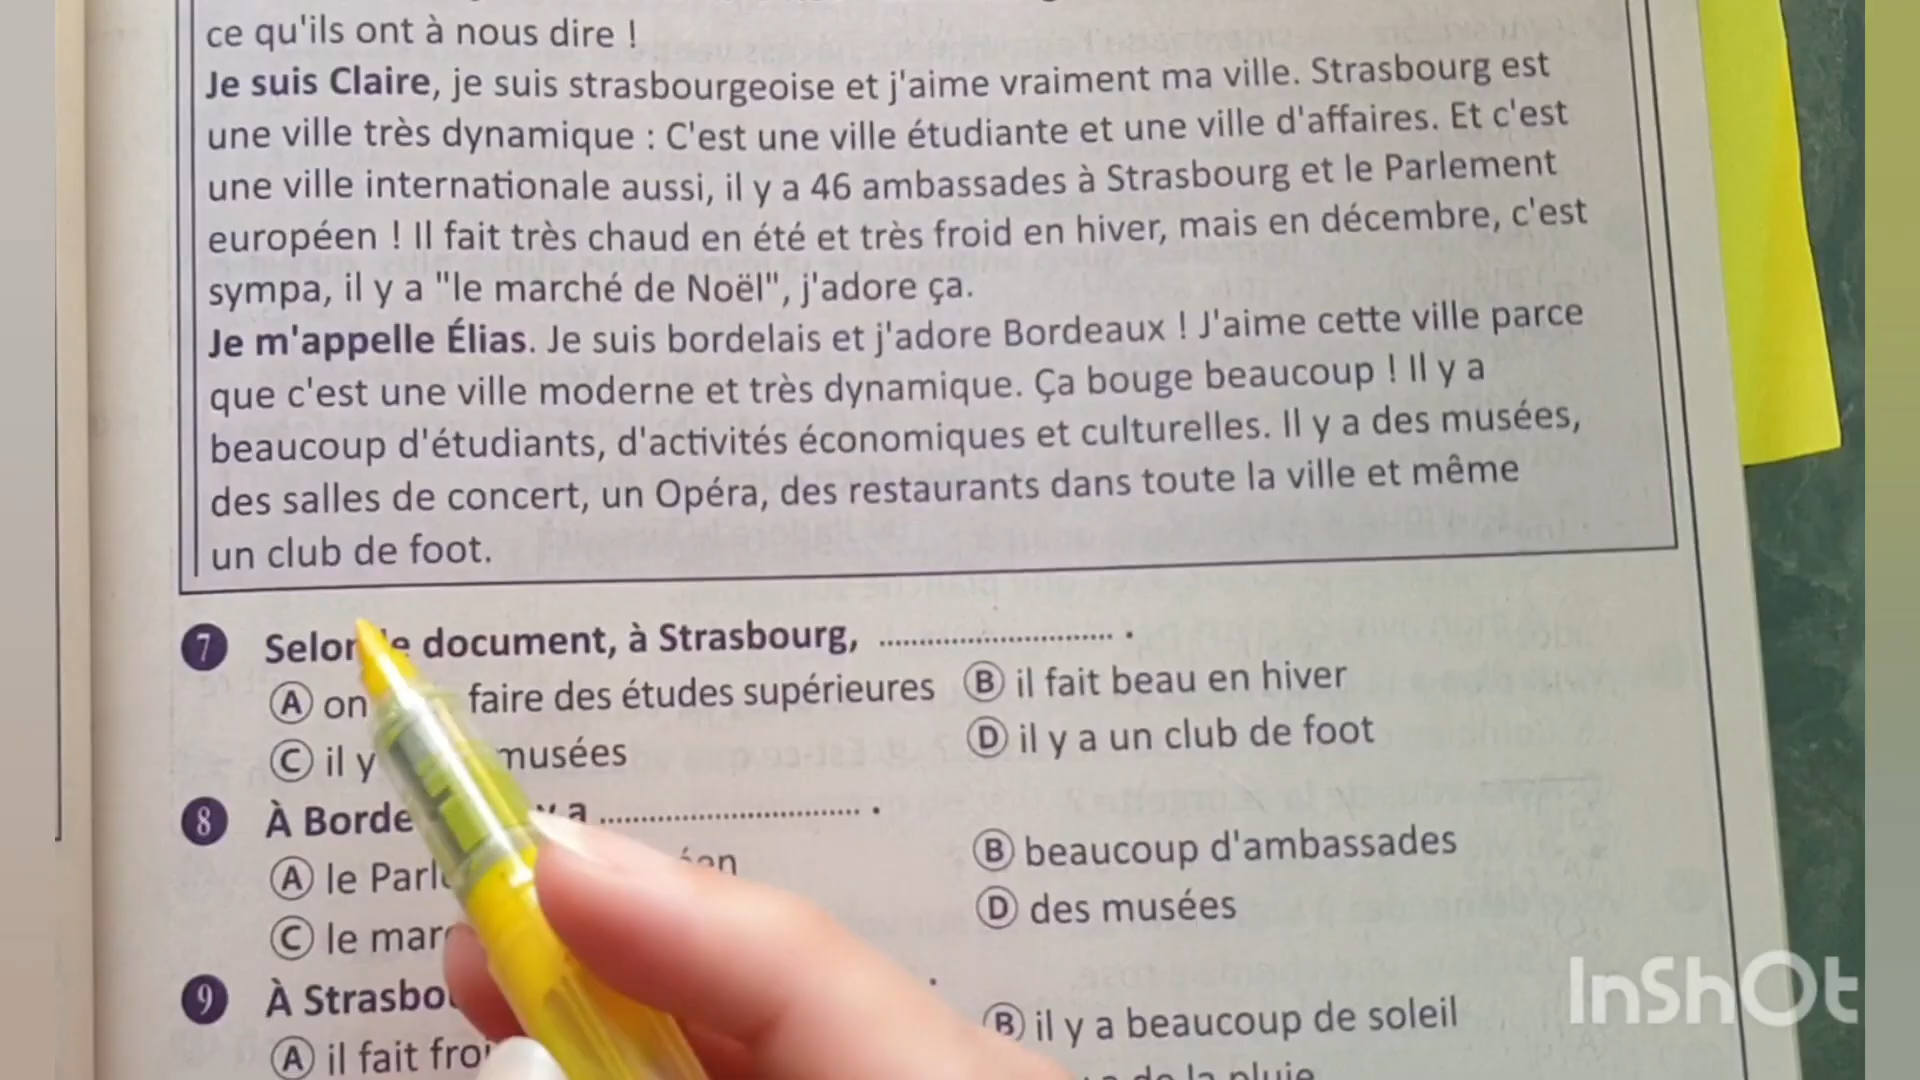 ce qu'ils ont à nous dire !
Je suis Claire, je suis strasbourgeoise et j'aime vraiment ma ville. Strasbourg est
une ville très dynamique : C'est une ville étudiante et une ville d'affaires. Et c'est
une ville internationale aussi, il y a 46 ambassades à Strasbourg et le Parlement
européen ! Il fait très chaud en été et très froid en hiver, mais en décembre, c'est
sympa, il y a "le marché de Noël", j'adore ça.
Je m'appelle Élias. Je suis bordelais et j'adore Bordeaux ! J'aime cette ville parce
que c'est une ville moderne et très dynamique. Ça bouge beaucoup ! Il y a
beaucoup d'étudiants, d'activités économiques et culturelles. Il y a des musées,
des salles de concert, un Opéra, des restaurants dans toute la ville et même
un club de foot.
7 Selon le document, à Strasbourg, .............................. .
A on faire des études supérieures B il fait beau en hiver
C il y musées D il y a un club de foot
8 À Borde y a .............................. .
A le Parl B beaucoup d'ambassades
C le mar D des musées
9 À Strasbo .
A il fait froi B il y a beaucoup de soleil
de la pluie
InShOt